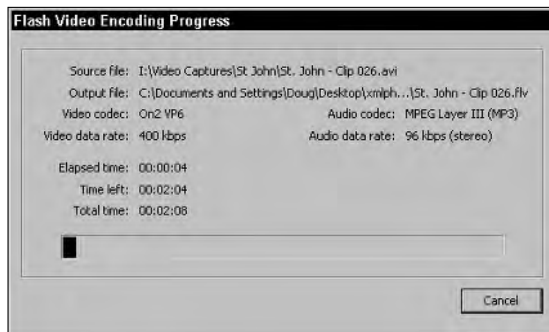 Flash Video Encoding Progress
Source file: I:\Video Captures\St John\St. John - Clip 026.avi
Output file: C:\Documents and Settings\Doug\Desktop\xmlph...\St. John - Clip 026.flv
Video codec: On2 VP6 Audio codec: MPEG Layer III (MP3)
Video data rate: 400 kbps Audio data rate: 96 kbps (stereo)
Elapsed time: 00:00:04
Time left: 00:02:04
Total time: 00:02:08
Cancel